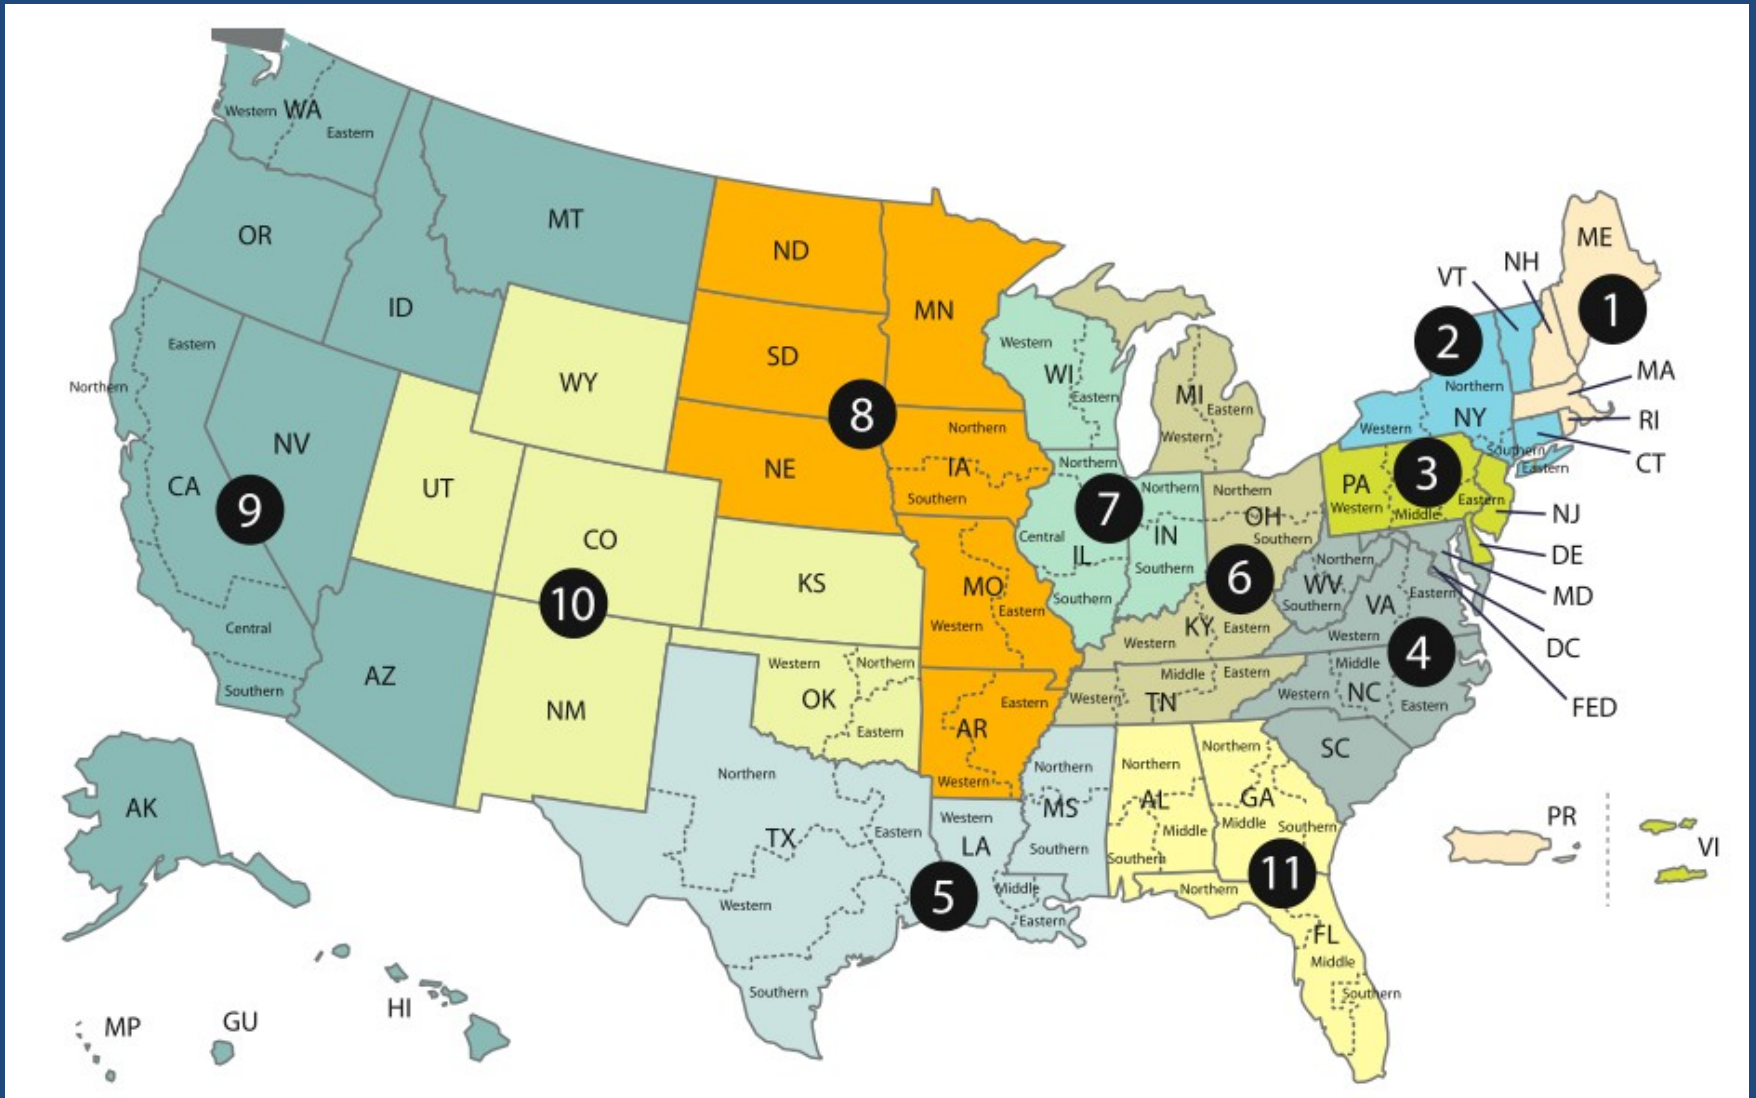 Western
WA
Eastern
OR
MT
ID
ND
MN
SD
WY
NE
8
Northern
IA
Southern
Eastern
Northern
NV
CA
9
UT
CO
10
KS
Central
Southern
AZ
NM
Western
Northern
OK
Eastern
MO
Eastern
Western
Eastern
AR
Western
Western
WI
Eastern
MI
Eastern
Western
Northern
7
Central
IL
Southern
Northern
IN
Southern
Northern
OH
Southern
6
Western
KY
Eastern
Middle
Eastern
Western
TN
ME
NH
VT
1
2
Northern
NY
Western
Southern
Eastern
MA
RI
CT
3
PA
Western
Middle
Eastern
NJ
DE
MD
DC
FED
Northern
WV
Southern
Eastern
VA
Western
4
Middle
Western
NC
Eastern
SC
Northern
TX
Eastern
Western
Southern
Western
LA
5
Middle
Eastern
Northern
MS
Southern
Northern
AL
Middle
Southern
Northern
GA
Middle
Southern
11
Northern
FL
Middle
Southern
PR
VI
AK
HI
MP
GU